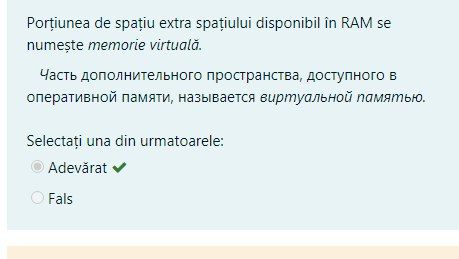 Porțiunea de spațiu extra spațiului disponibil în RAM se
numește memorie virtuală.
Часть дополнительного пространства, доступного в
оперативной памяти, называется виртуальной памятью.
Selectați una din urmatoarele:
Adevărat
Fals